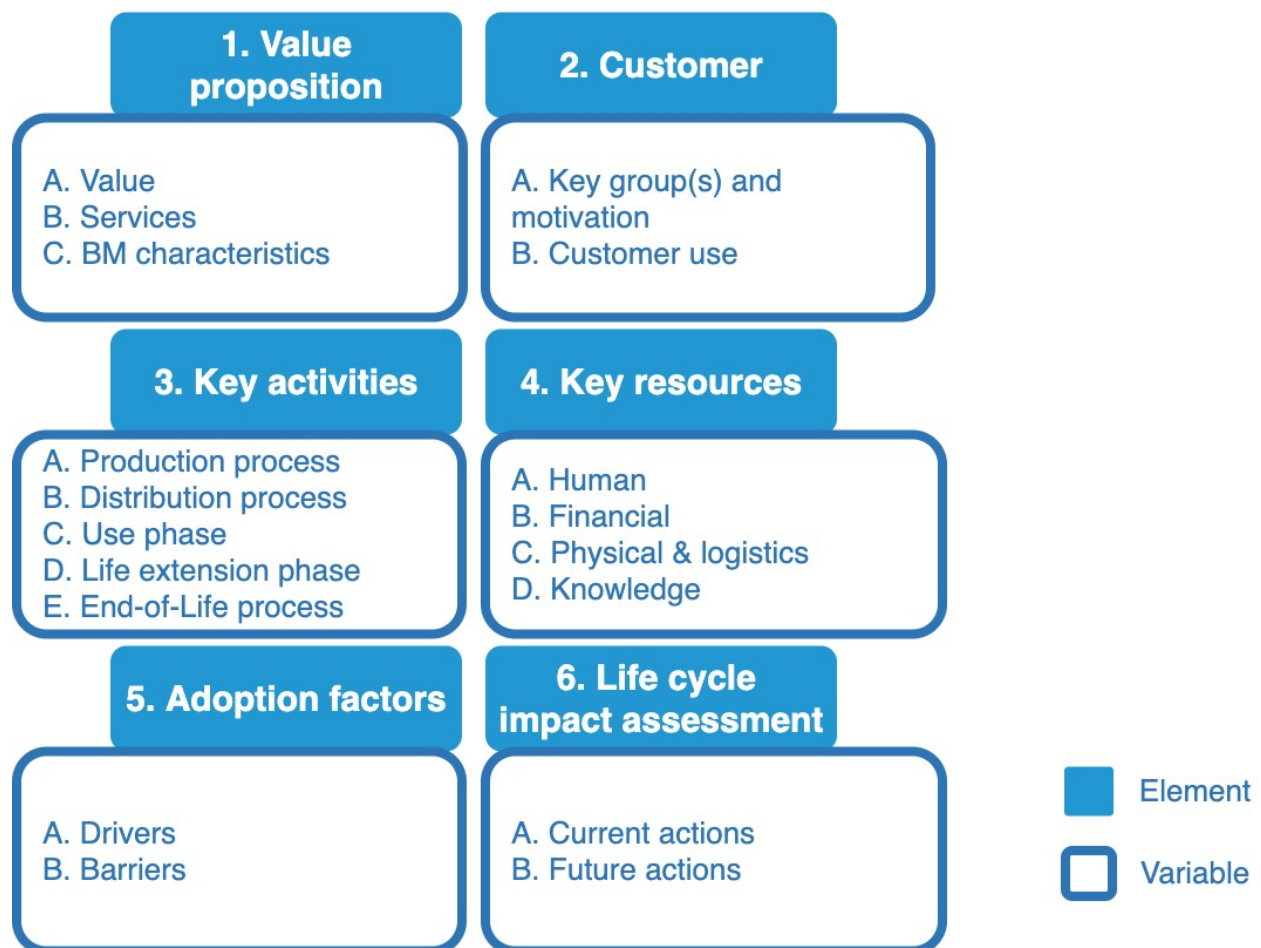 1. Value
proposition
2. Customer
A. Value
B. Services
C. BM characteristics
A. Key group(s) and
motivation
B. Customer use
3. Key activities
4. Key resources
A. Production process
B. Distribution process
C. Use phase
D. Life extension phase
E. End-of-Life process
A. Human
B. Financial
C. Physical & logistics
D. Knowledge
5. Adoption factors
6. Life cycle
impact assessment
A. Drivers
B. Barriers
A. Current actions
B. Future actions
Element
Variable